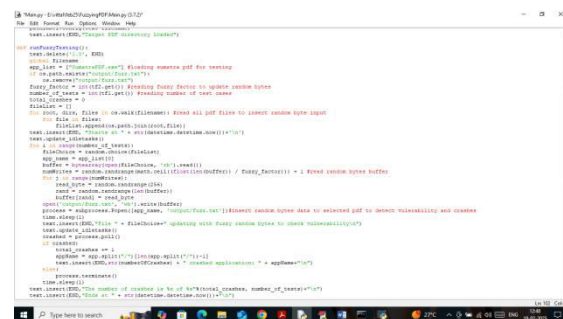 *Main.py - E:\vittal\feb25\FuzzyingPDF\Main.py (3.7.2)*
File Edit Format Run Options Window Help
text.insert(END,"Target PDF directory loaded")
def runFuzzyTesting():
text.delete('1.0', END)
global filename
app_list = ["SumatraPDF.exe"] #loading sumatra pdf for testing
if os.path.exists("output/fuzz.txt"):
os.remove("output/fuzz.txt")
fuzzy_factor = int(tf2.get()) #reading fuzzy factor to update random bytes
number_of_tests = int(tf1.get()) #reading number of test cases
total_crashes = 0
fileList = []
for root, dirs, files in os.walk(filename): #read all pdf files to insert random byte input
for file in files:
fileList.append(os.path.join(root,file))
text.insert(END, "Starts at " + str(datetime.datetime.now())+'\n')
text.update_idletasks()
for i in range(number_of_tests):
fileChoice = random.choice(fileList)
app_name = app_list[0]
buffer = bytearray(open(fileChoice, 'rb').read())
numWrites = random.randrange(math.ceil((float(len(buffer)) / fuzzy_factor))) + 1 #read random bytes buffer
for j in range(numWrites):
read_byte = random.randrange(256)
rand = random.randrange(len(buffer))
buffer[rand] = read_byte
open('output/fuzz.txt', 'wb').write(buffer)
process = subprocess.Popen([app_name, 'output/fuzz.txt'])#insert random bytes data to selected pdf to detect vulnerability and crashes
time.sleep(1)
text.insert(END,"File " + fileChoice+" updating with fuzzy random bytes to check Vulnerability\n")
text.update_idletasks()
crashed = process.poll()
if crashed:
total_crashes += 1
appName = app.split("/")[len(app.split("/"))-1]
text.insert(END,str(numberOfCrashes) + " crashed application: " + appName+"\n")
else:
process.terminate()
time.sleep(1)
text.insert(END,"The number of crashes is %s of %s"%(total_crashes, number_of_tests)+"\n")
text.insert(END,"Ends at " + str(datetime.datetime.now())+"\n")
Ln: 102 Col:
Type here to search
27°C
ENG
13:48